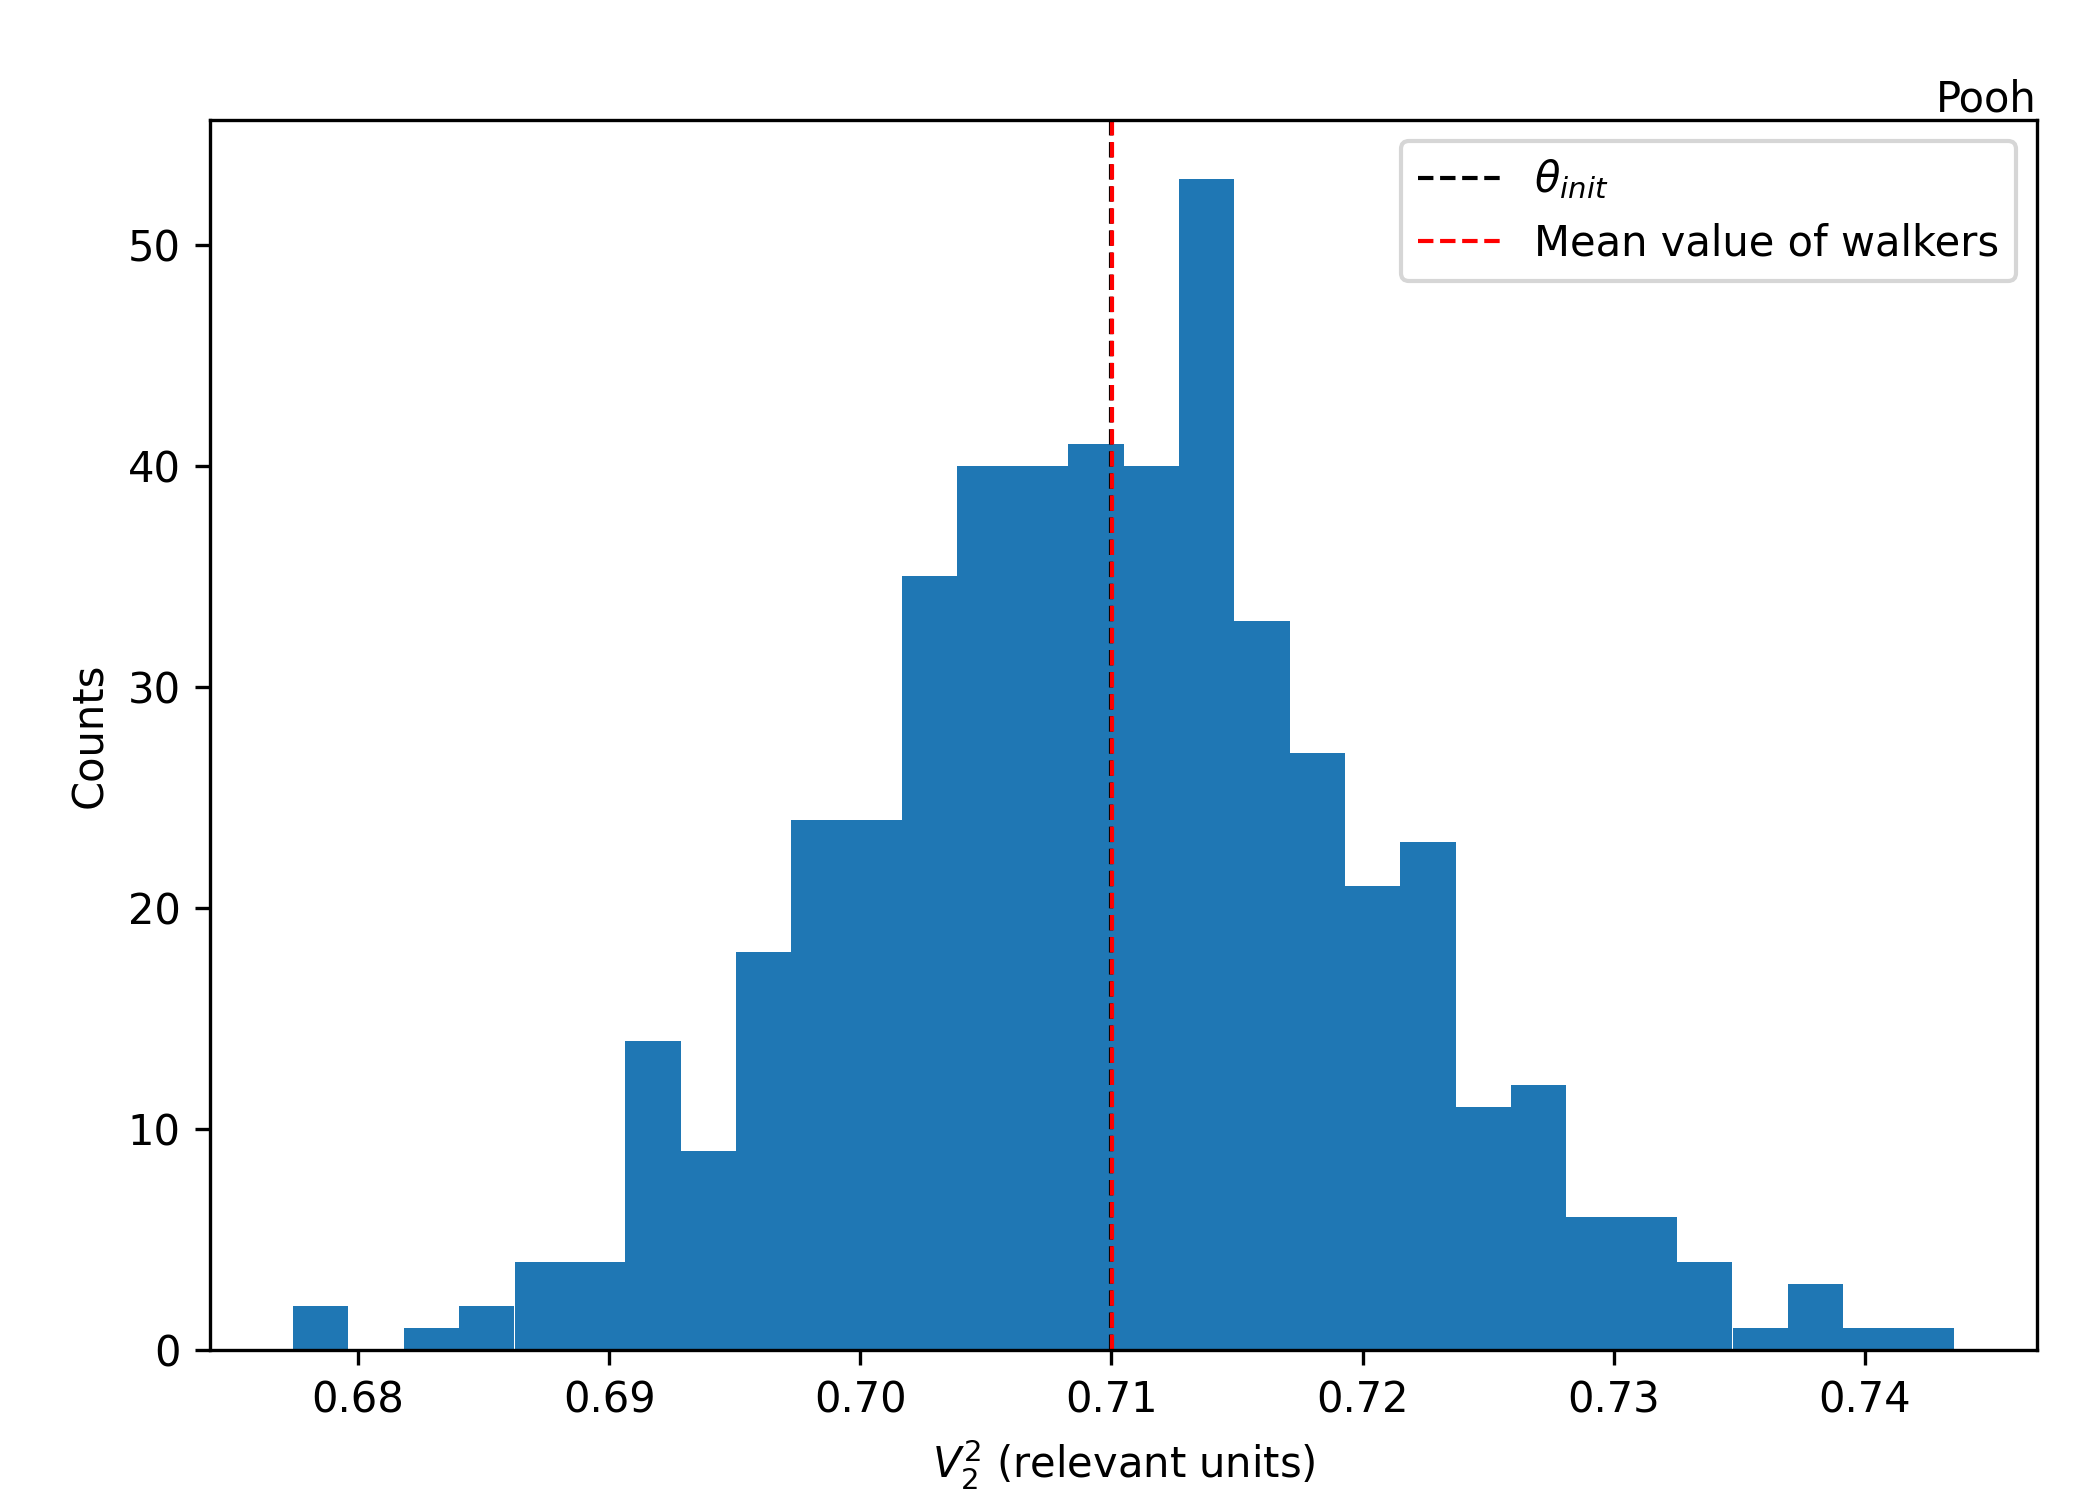 Pooh
θ_init
Mean value of walkers
50
40
30
20
10
0
Counts
0.68 0.69 0.70 0.71 0.72 0.73 0.74
V₂² (relevant units)